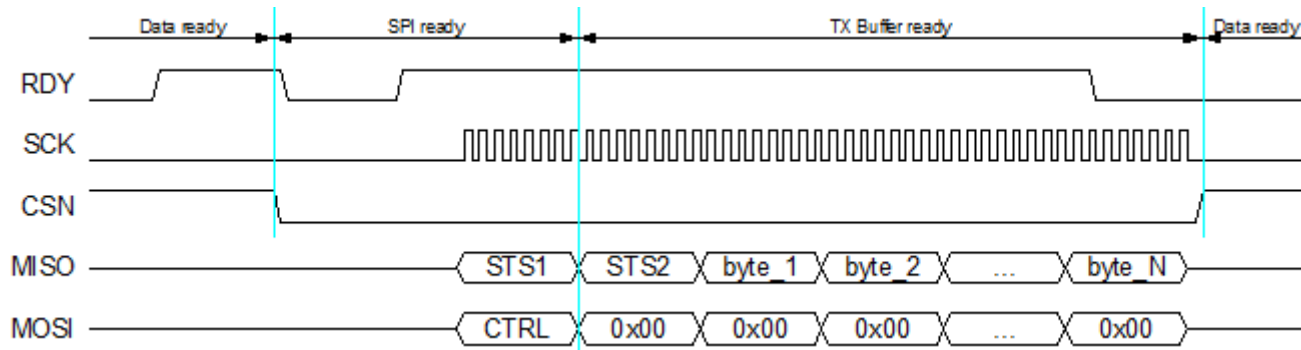 Data ready SPI ready TX Buffer ready Data ready
RDY
SCK
CSN
MISO STS1 STS2 byte_1 byte_2 ... byte_N
MOSI CTRL 0x00 0x00 0x00 ... 0x00